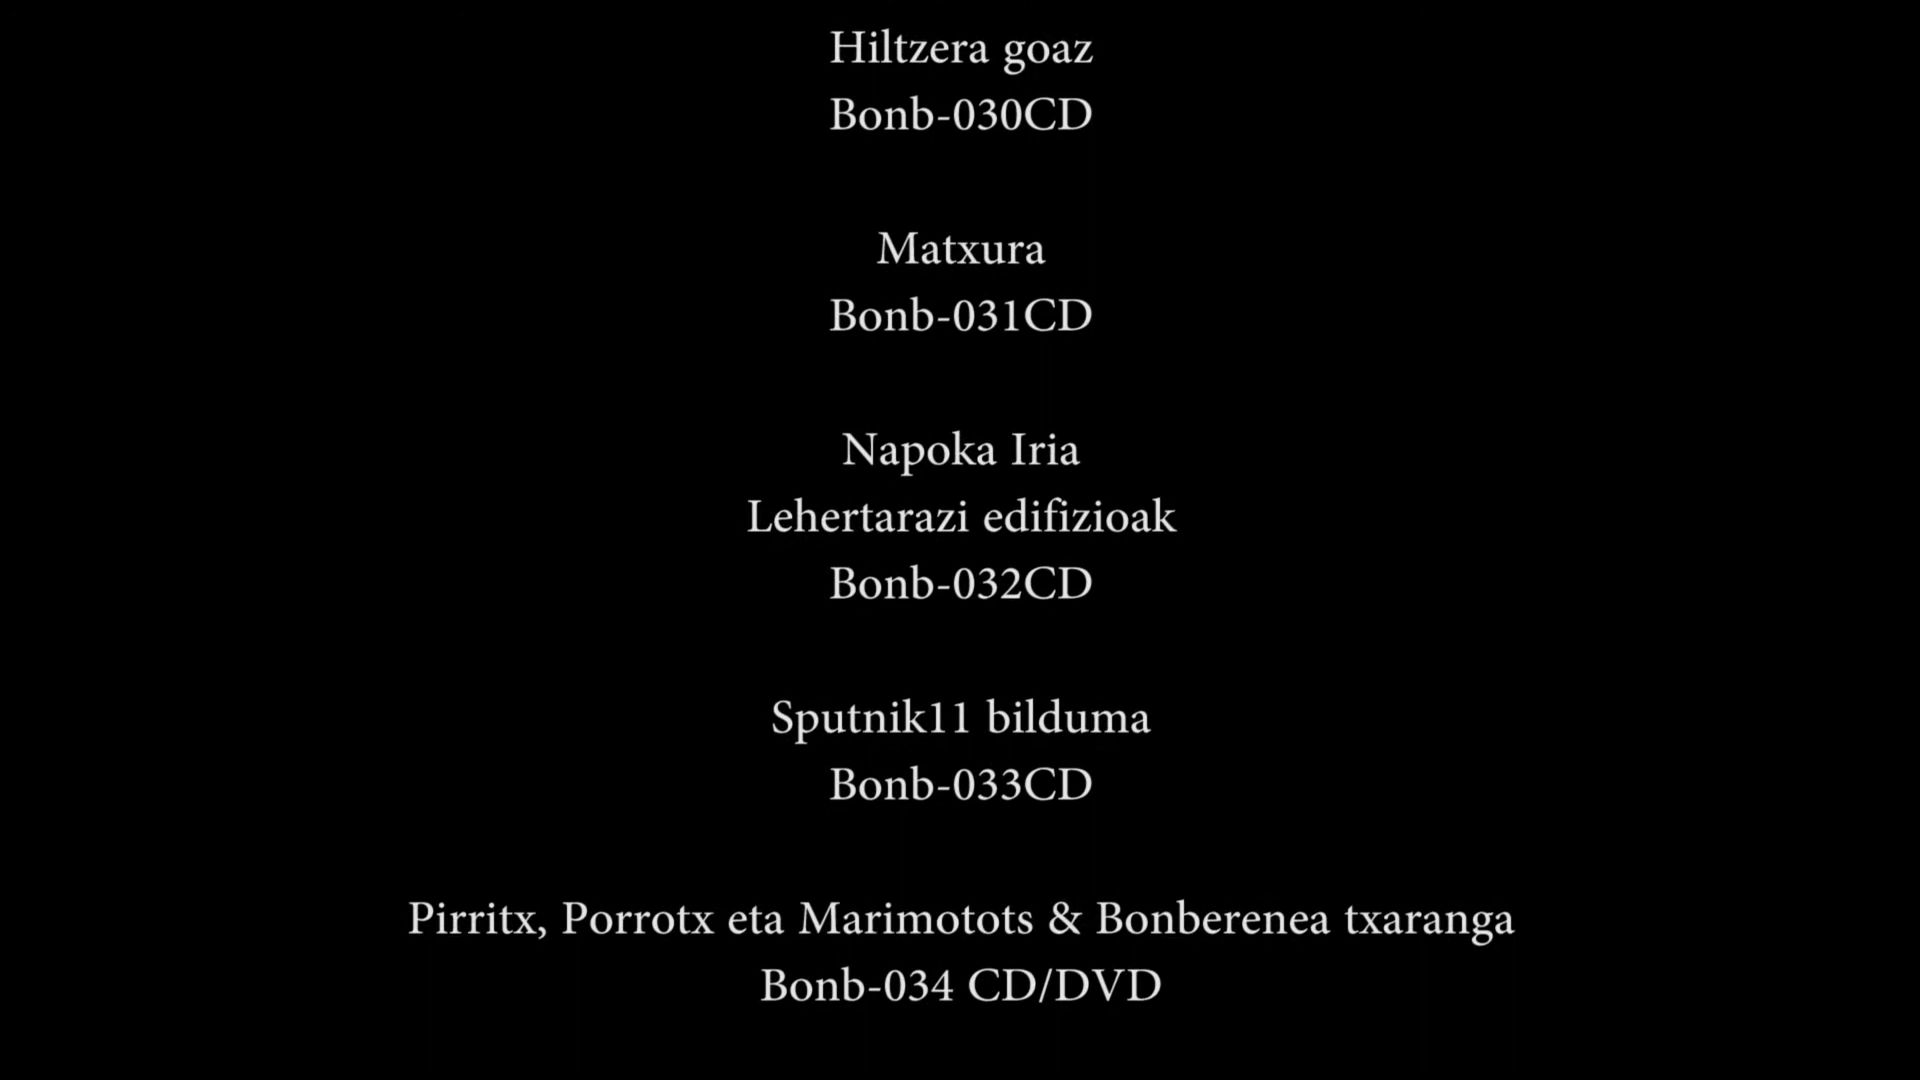 Hiltzera goaz
Bonb-030CD
Matxura
Bonb-031CD
Napoka Iria
Lehertarazi edifizioak
Bonb-032CD
Sputnik11 bilduma
Bonb-033CD
Pirritx, Porrotx eta Marimotots & Bonberenea txaranga
Bonb-034 CD/DVD